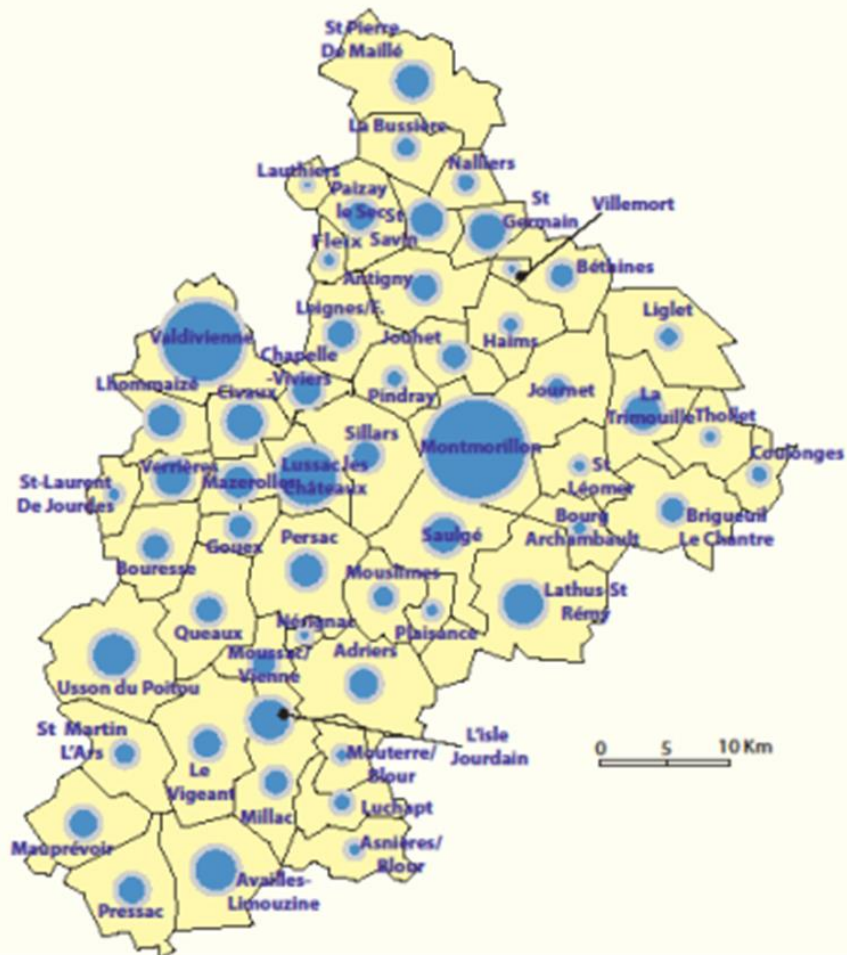 St Pierre
De Maillé
La Bussière
Nalliers
Lauthiers
Paizay
le Sec
St
Savin
St
Germain
Villemort
Fleix
Antigny
Béthines
Leignes/F.
Liglet
Valdivienne
Jouhet
Haims
Chapelle
-Viviers
Lhommaizé
Civaux
Pindray
Journet
La
Trimouille
Thollet
Sillars
Montmorillon
Coulonges
St-Laurent
De Jourdes
Verrières
Mazerolles
Lussac les
Châteaux
St
Léomer
Bourg
Archambault
Brigueuil
Le Chantre
Gouex
Persac
Saulgé
Bouresse
Mouslimes
Lathus-St
Rémy
Queaux
Nérignac
Plaisance
Moussac/
Vienne
Adriers
Usson du Poitou
St Martin
L'Ars
L'isle
Jourdain
0 5 10 Km
Le
Vigeant
Mouterre/
Blour
Millac
Luchapt
Mauprévoir
Asnières/
Blour
Availles-
Limouzine
Pressac